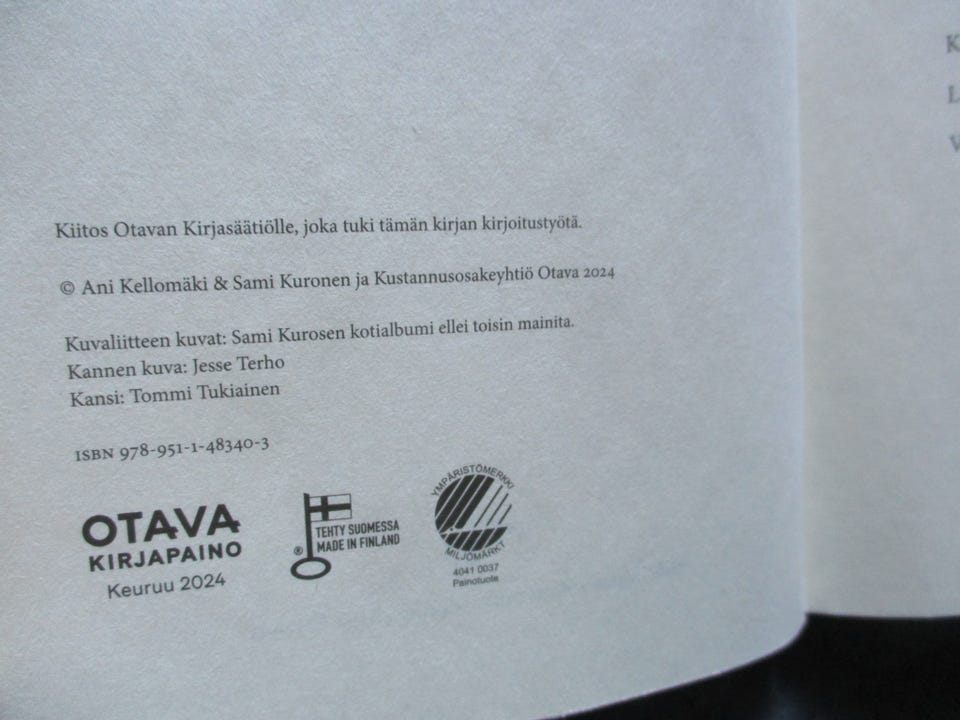 Kiitos Otavan Kirjasäätiölle, joka tuki tämän kirjan kirjoitustyötä.
© Ani Kellomäki & Sami Kuronen ja Kustannusosakeyhtiö Otava 2024
Kuvaliitteen kuvat: Sami Kurosen kotialbumi ellei toisin mainita.
Kannen kuva: Jesse Terho
Kansi: Tommi Tukiainen
ISBN 978-951-1-48340-3
OTAVA
KIRJAPAINO
Keuruu 2024
TEHTY SUOMESSA
® MADE IN FINLAND
YMPÄRISTÖMERKKI
MILJÖMÄRKT
4041 0037
Painotuote
K
L
V